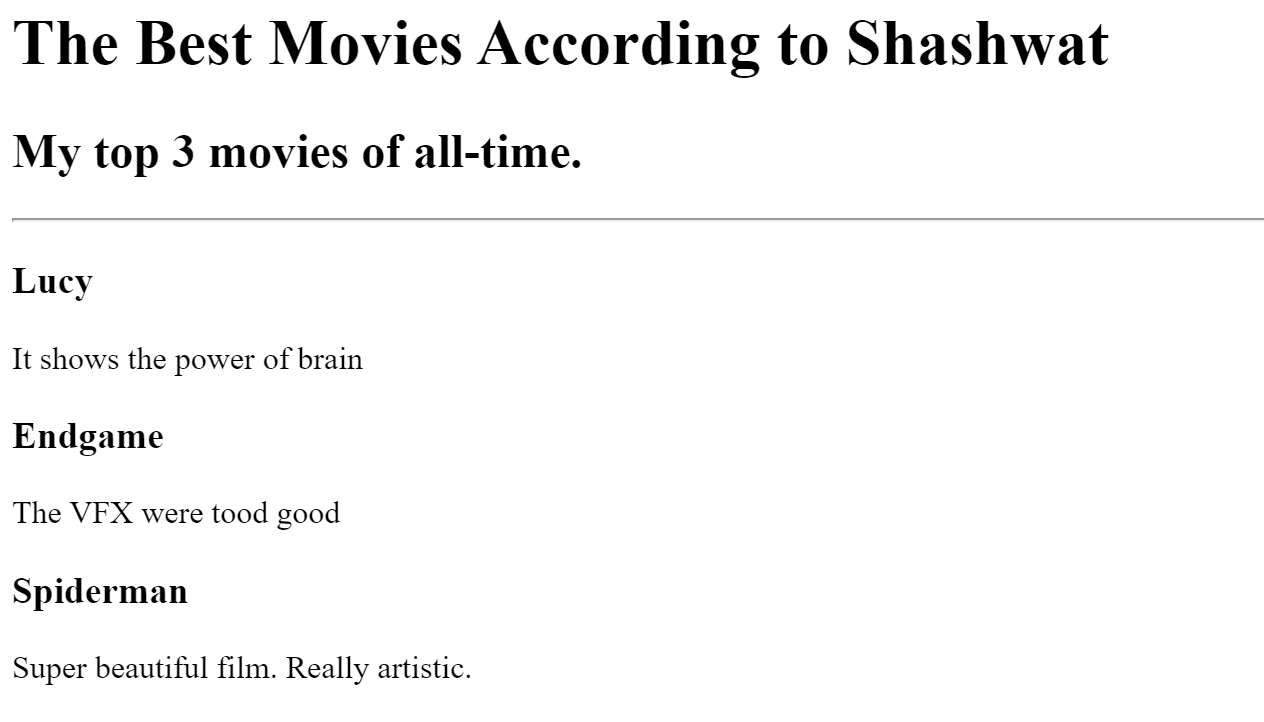 The Best Movies According to Shashwat
My top 3 movies of all-time.
Lucy
It shows the power of brain
Endgame
The VFX were tood good
Spiderman
Super beautiful film. Really artistic.